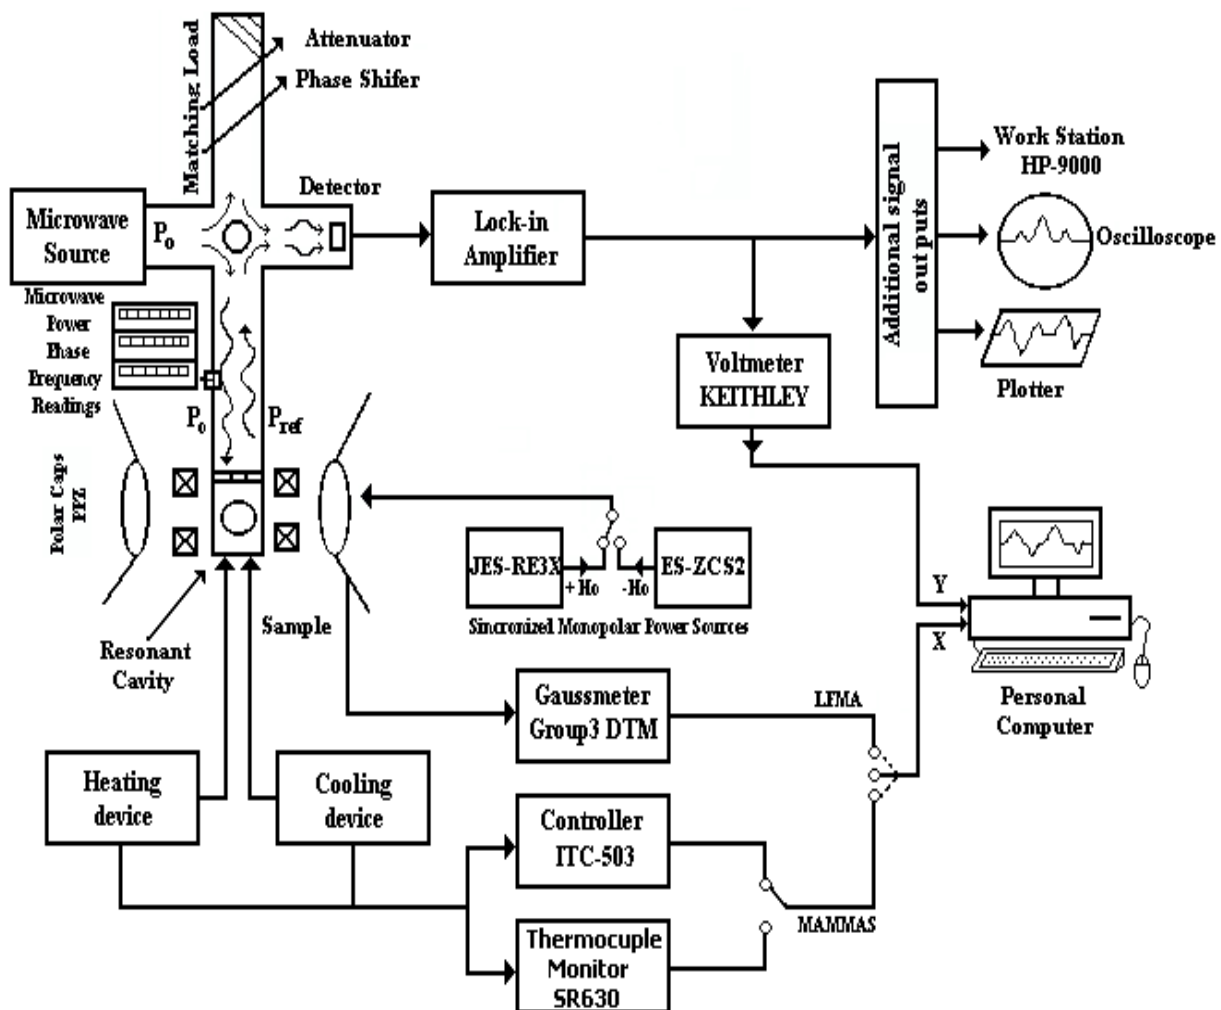 Matching Load
Attenuator
Phase Shifer
Detector
Microwave
Source
Po
Lock-in
Amplifier
Additional signal
outputs
Work Station
HP-9000
Oscilloscope
Plotter
Microwave
Power
Phase
Frequency
Readings
Po
Pref
Voltmeter
KEITHLEY
Polar Caps
JES-RE3X
+Ho
-Ho
ES-ZCS2
Sincronized Monopolar Power Sources
Sample
Resonant
Cavity
Y
X
Personal
Computer
Gaussmeter
Group3 DTM
LFMA
Heating
device
Cooling
device
Controller
ITC-503
MAMMAS
Thermocuple
Monitor
SR630